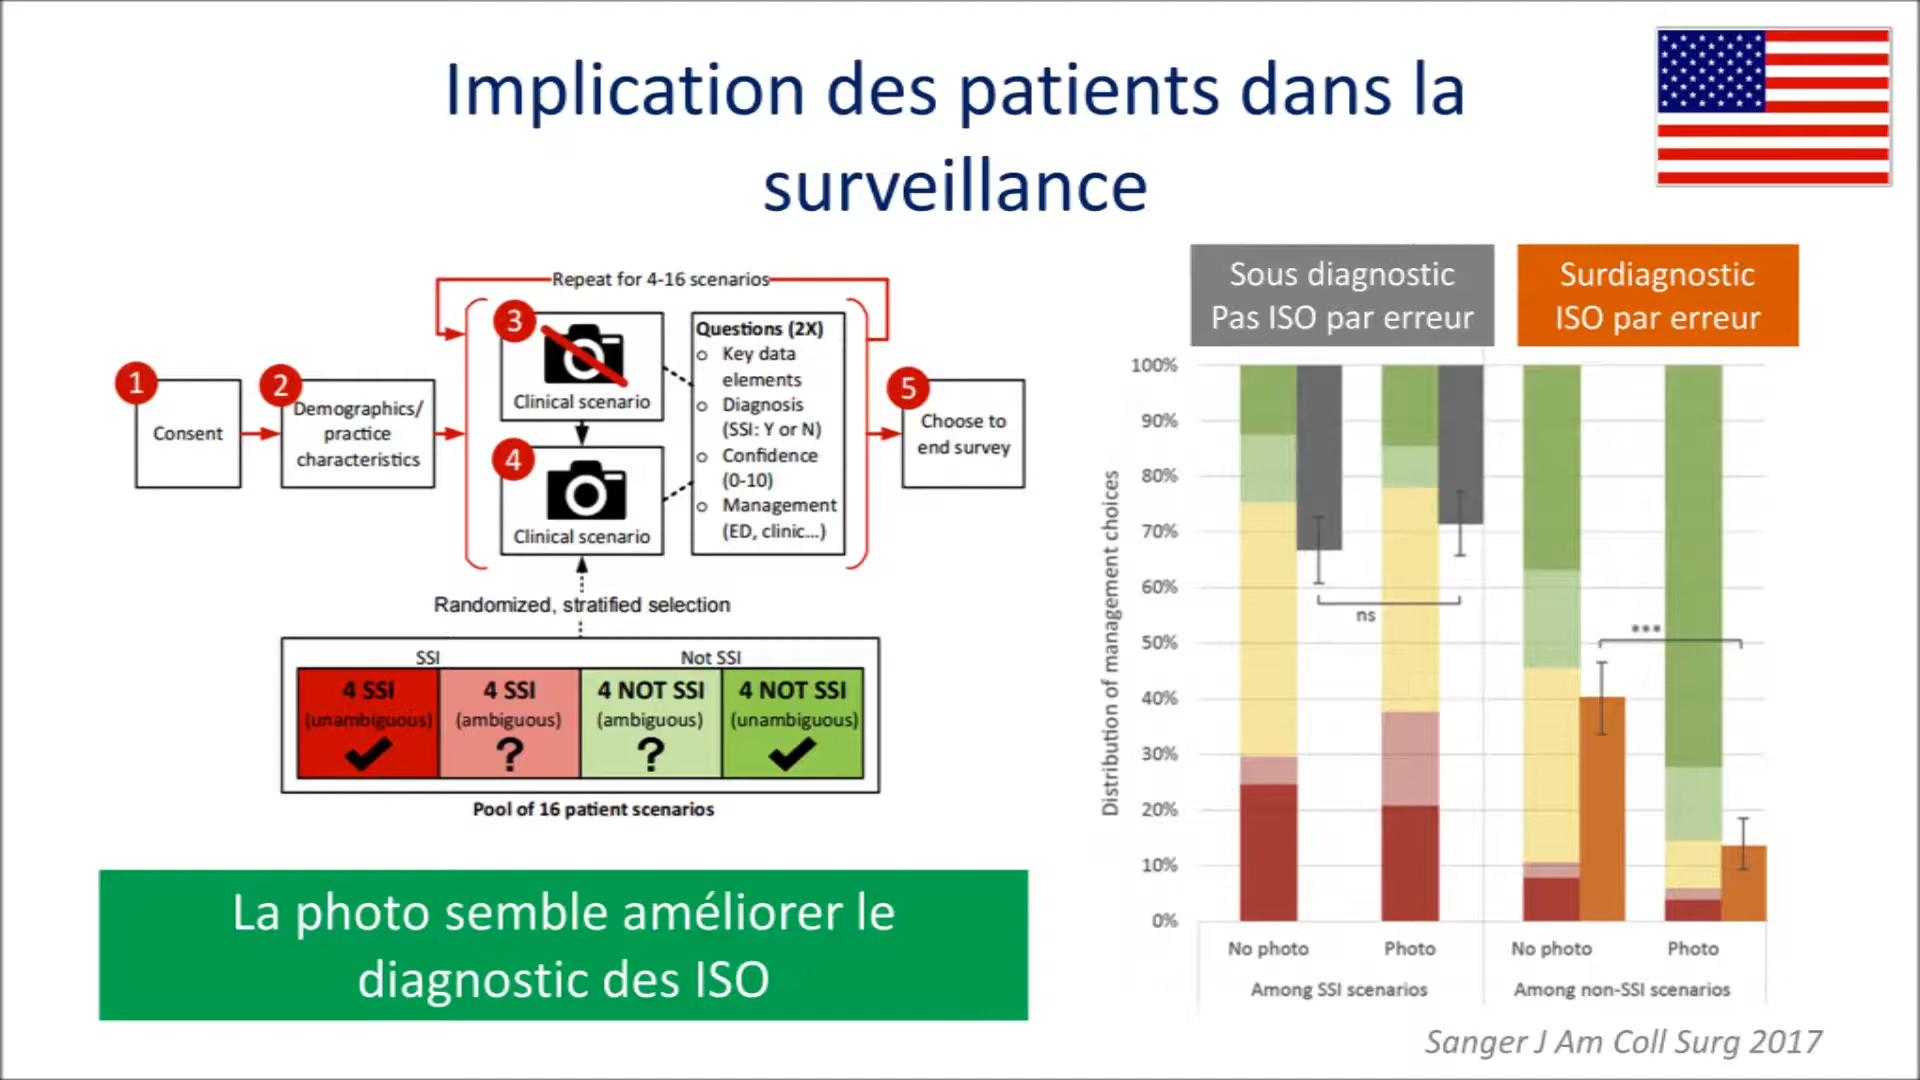 Implication des patients dans la
surveillance
Repeat for 4-16 scenarios
1
Consent
2
Demographics/
practice
characteristics
3
Clinical scenario
4
Clinical scenario
Questions (2X)
o Key data
elements
o Diagnosis
(SSI: Y or N)
o Confidence
(0-10)
o Management
(ED, clinic...)
5
Choose to
end survey
Randomized, stratified selection
SSI
Not SSI
4 SSI
(unambiguous)
4 SSI
(ambiguous)
?
4 NOT SSI
(ambiguous)
?
4 NOT SSI
(unambiguous)
Pool of 16 patient scenarios
La photo semble améliorer le
diagnostic des ISO
Sous diagnostic
Pas ISO par erreur
Surdiagnostic
ISO par erreur
Distribution of management choices
100%
90%
80%
70%
60%
50%
40%
30%
20%
10%
0%
ns
***
No photo
Photo
No photo
Photo
Among SSI scenarios
Among non-SSI scenarios
Sanger J Am Coll Surg 2017